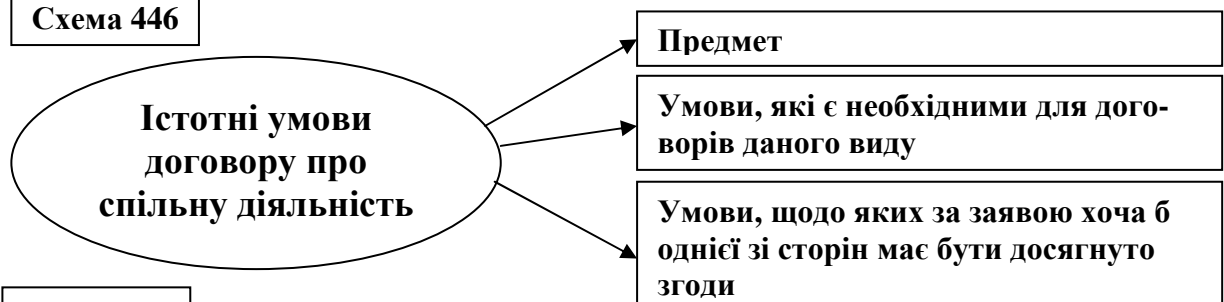 Схема 446
Предмет
Істотні умови
договору про
спільну діяльність
Умови, які є необхідними для дого-
ворів даного виду
Умови, щодо яких за заявою хоча б
однієї зі сторін має бути досягнуто
згоди